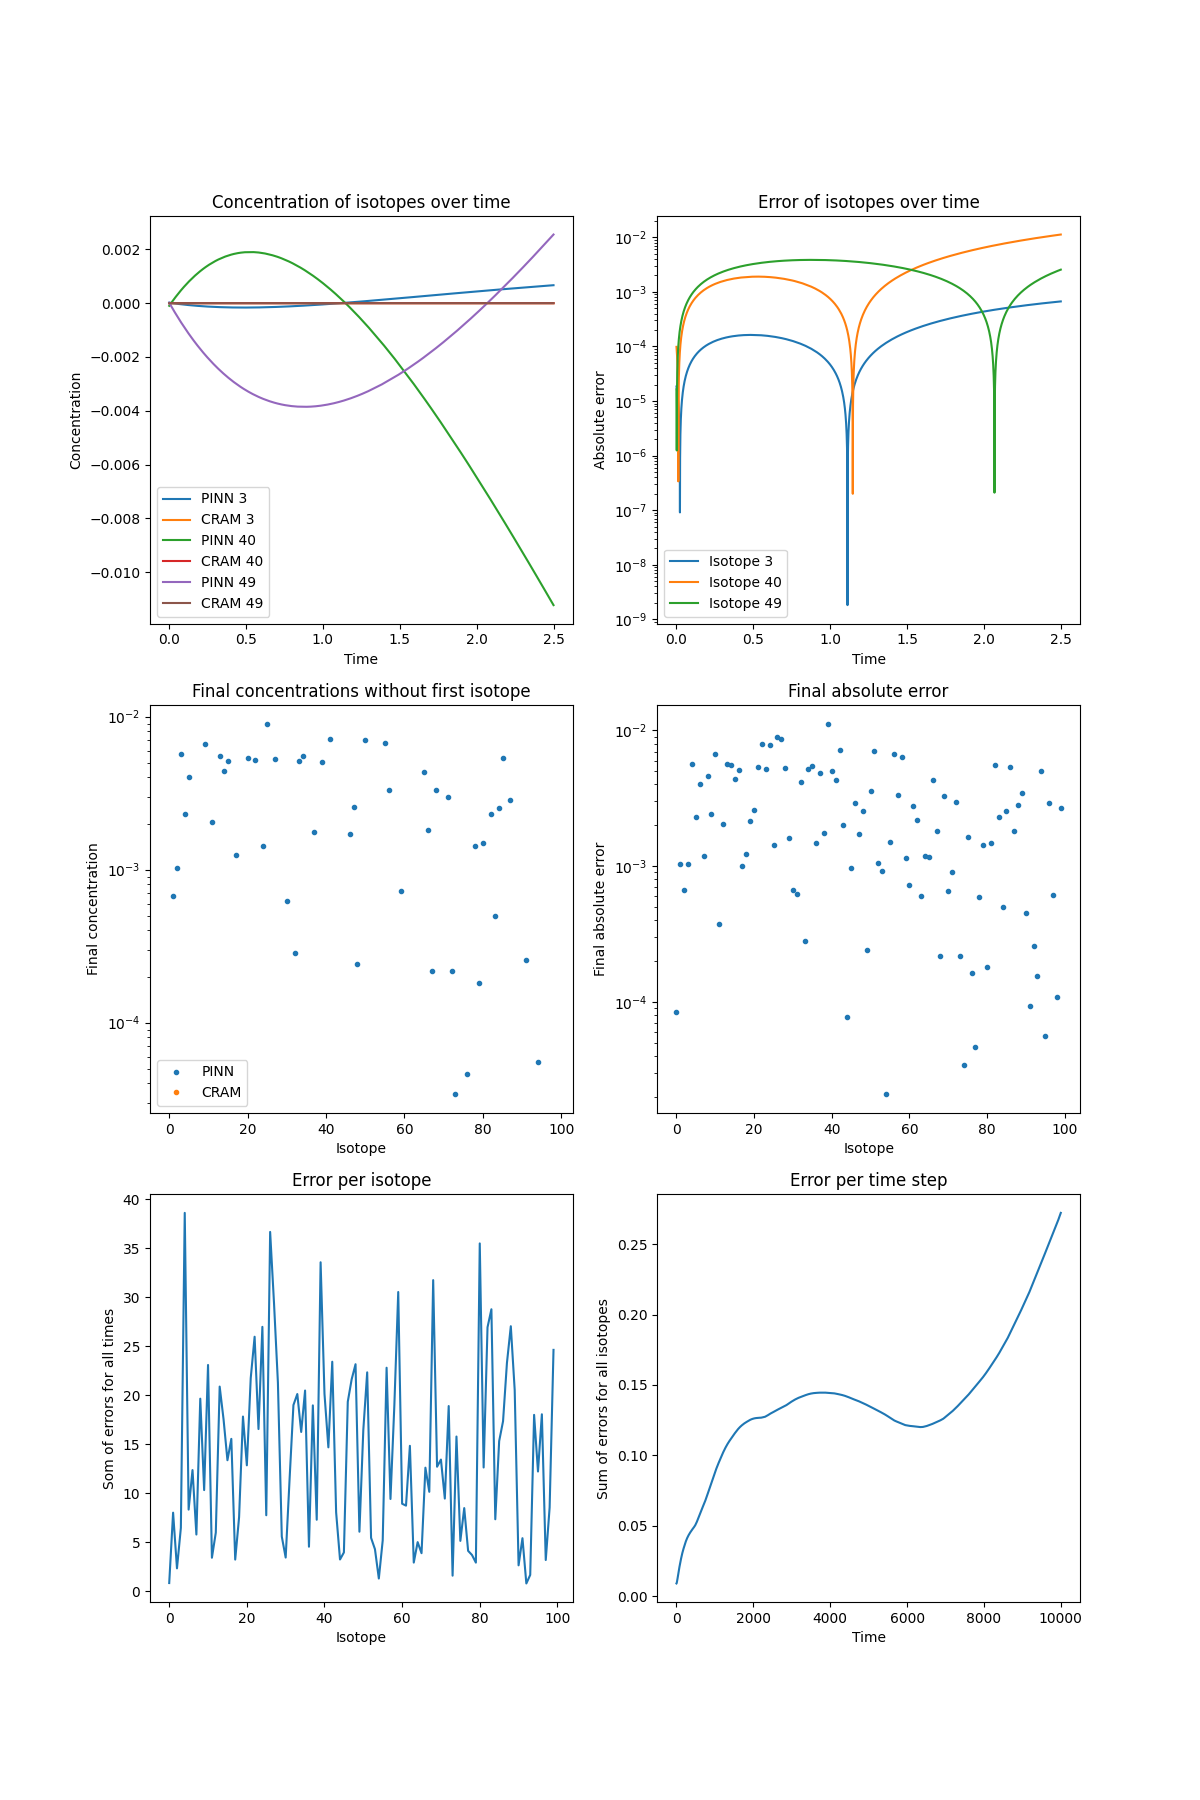 Concentration of isotopes over time
0.002
0.000
−0.002
−0.004
−0.006
−0.008
−0.010
Concentration
PINN 3
CRAM 3
PINN 40
CRAM 40
PINN 49
CRAM 49
0.0 0.5 1.0 1.5 2.0 2.5
Time
Error of isotopes over time
10⁻²
10⁻³
10⁻⁴
10⁻⁵
10⁻⁶
10⁻⁷
10⁻⁸
10⁻⁹
Absolute error
Isotope 3
Isotope 40
Isotope 49
0.0 0.5 1.0 1.5 2.0 2.5
Time
Final concentrations without first isotope
10⁻²
10⁻³
10⁻⁴
Final concentration
PINN
CRAM
0 20 40 60 80 100
Isotope
Final absolute error
10⁻²
10⁻³
10⁻⁴
Final absolute error
0 20 40 60 80 100
Isotope
Error per isotope
40
35
30
25
20
15
10
5
0
Som of errors for all times
0 20 40 60 80 100
Isotope
Error per time step
0.25
0.20
0.15
0.10
0.05
0.00
Sum of errors for all isotopes
0 2000 4000 6000 8000 10000
Time